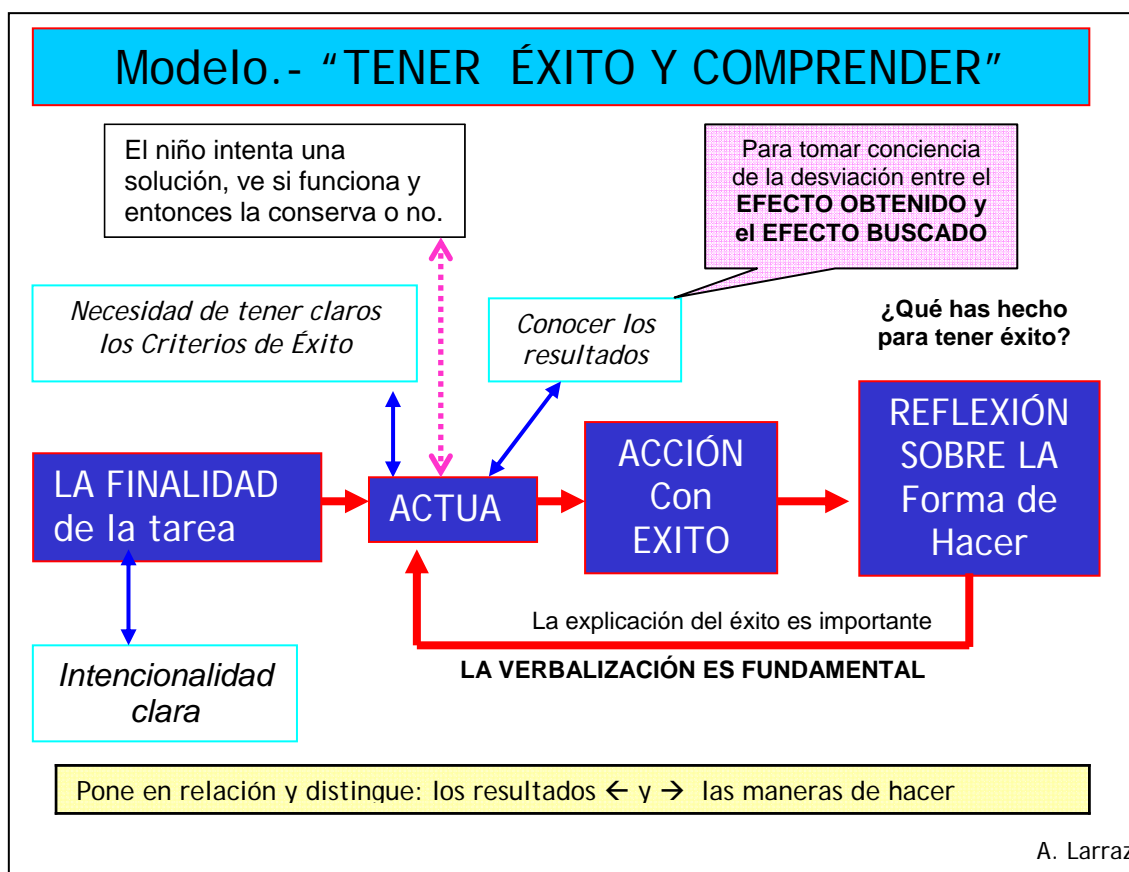 Modelo.- “TENER ÉXITO Y COMPRENDER”
El niño intenta una
solución, ve si funciona y
entonces la conserva o no.
Para tomar conciencia
de la desviación entre el
EFECTO OBTENIDO y
el EFECTO BUSCADO
Necesidad de tener claros
los Criterios de Éxito
Conocer los
resultados
¿Qué has hecho
para tener éxito?
LA FINALIDAD
de la tarea
ACTUA
ACCIÓN
Con
EXITO
REFLEXIÓN
SOBRE LA
Forma de
Hacer
La explicación del éxito es importante
LA VERBALIZACIÓN ES FUNDAMENTAL
Intencionalidad
clara
Pone en relación y distingue: los resultados ← y → las maneras de hacer
A. Larraz